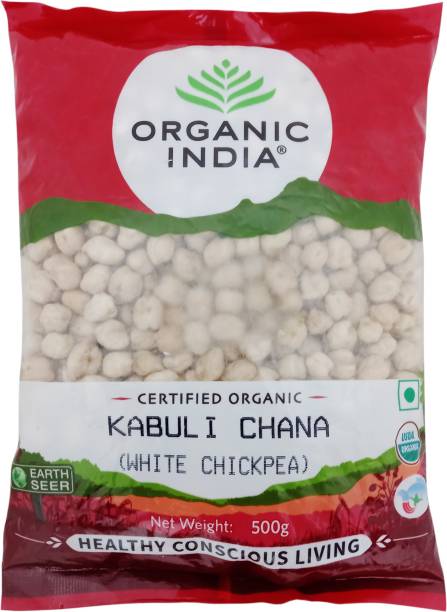 ORGANIC
INDIA®
CERTIFIED ORGANIC
KABULI CHANA
(WHITE CHICKPEA)
USDA
ORGANIC
EARTH
SEER
Net Weight: 500g
HEALTHY CONSCIOUS LIVING